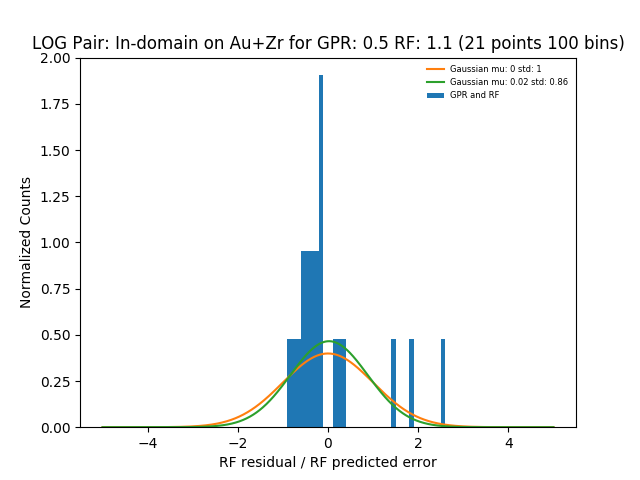 LOG Pair: In-domain on Au+Zr for GPR: 0.5 RF: 1.1 (21 points 100 bins)
2.00
1.75
1.50
1.25
1.00
0.75
0.50
0.25
0.00
Normalized Counts
Gaussian mu: 0 std: 1
Gaussian mu: 0.02 std: 0.86
GPR and RF
−4
−2
0
2
4
RF residual / RF predicted error